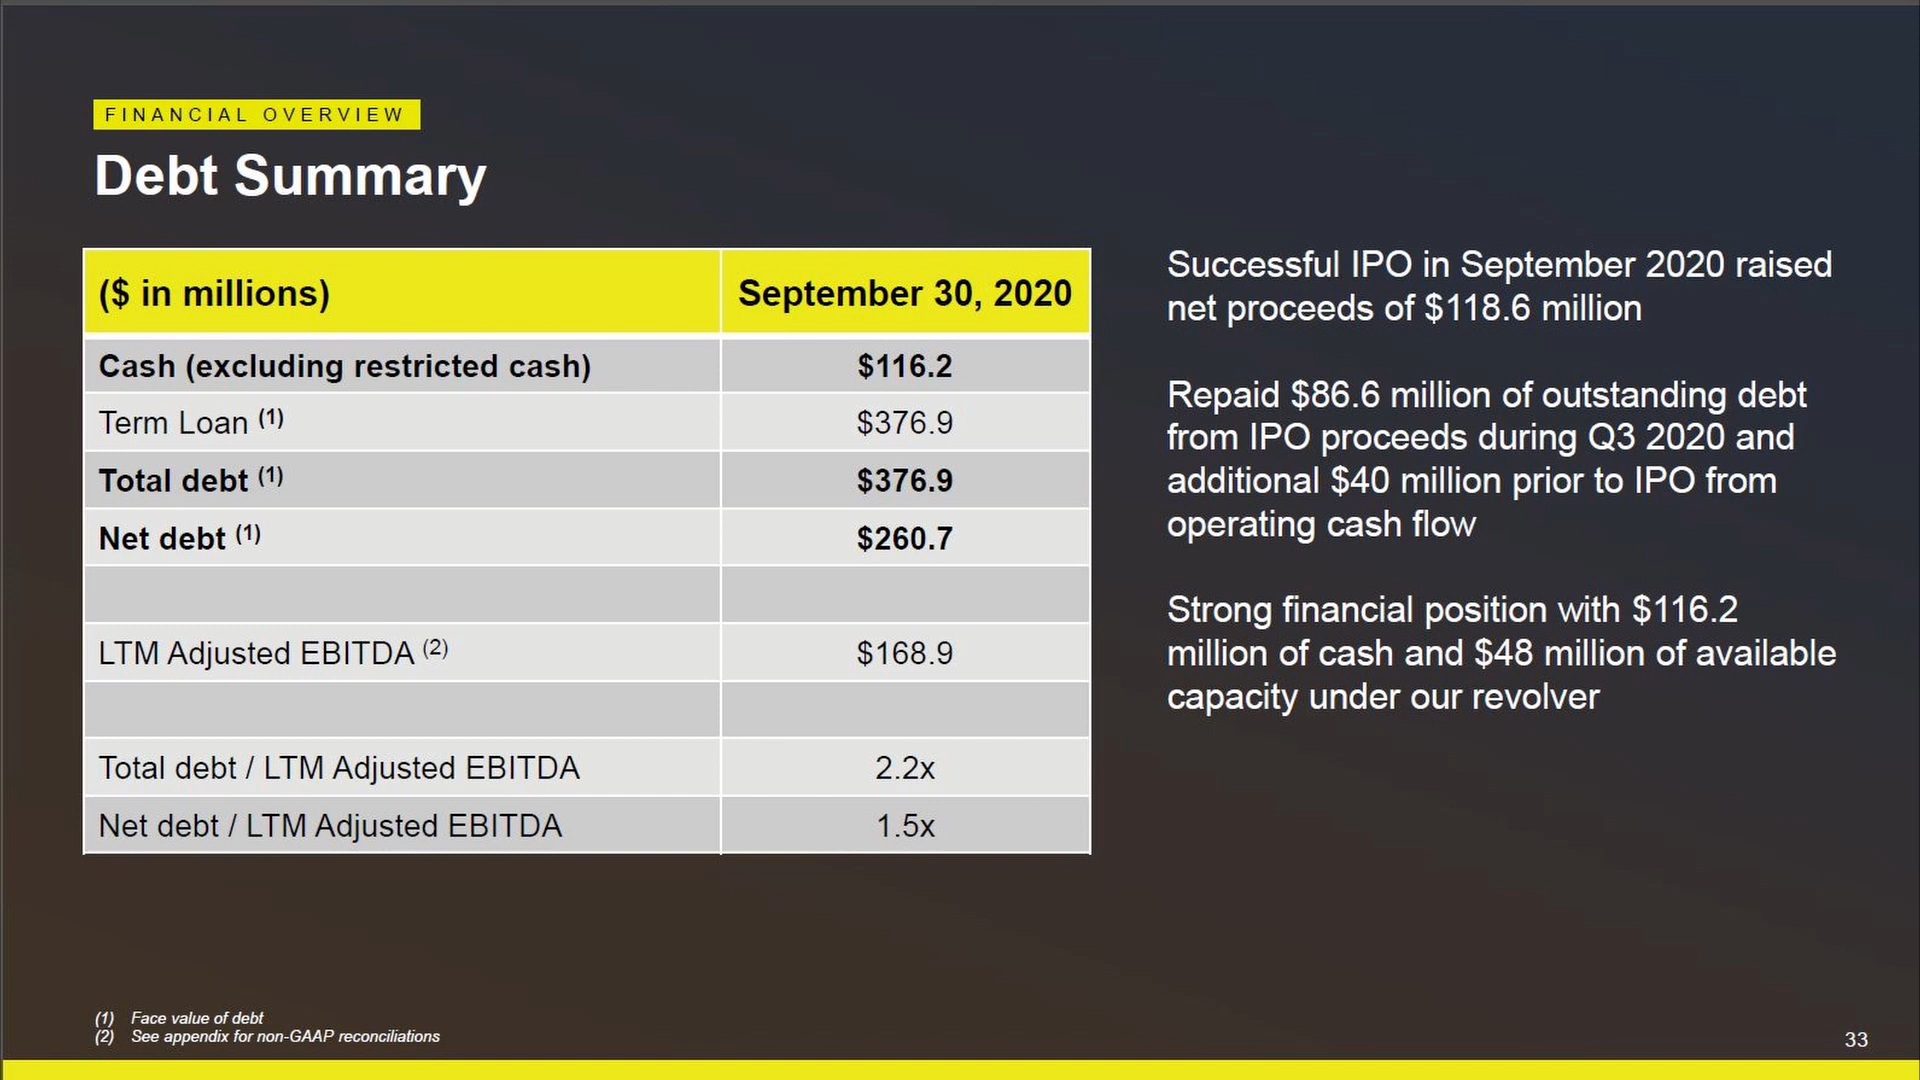 FINANCIAL OVERVIEW
Debt Summary
($ in millions) September 30, 2020
Cash (excluding restricted cash) $116.2
Term Loan (1) $376.9
Total debt (1) $376.9
Net debt (1) $260.7
LTM Adjusted EBITDA (2) $168.9
Total debt / LTM Adjusted EBITDA 2.2x
Net debt / LTM Adjusted EBITDA 1.5x
Successful IPO in September 2020 raised
net proceeds of $118.6 million
Repaid $86.6 million of outstanding debt
from IPO proceeds during Q3 2020 and
additional $40 million prior to IPO from
operating cash flow
Strong financial position with $116.2
million of cash and $48 million of available
capacity under our revolver
(1) Face value of debt
(2) See appendix for non-GAAP reconciliations
33